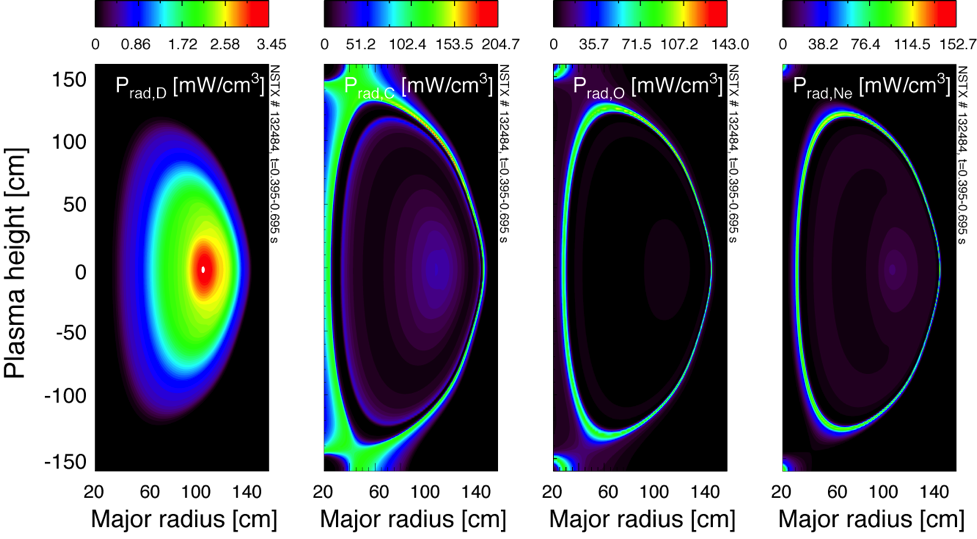 0 0.86 1.72 2.58 3.45
0 51.2 102.4 153.5 204.7
0 35.7 71.5 107.2 143.0
0 38.2 76.4 114.5 152.7
P_rad,D [mW/cm³]
P_rad,C [mW/cm³]
P_rad,O [mW/cm³]
P_rad,Ne [mW/cm³]
NSTX # 132484, t=0.395-0.695 s
NSTX # 132484, t=0.395-0.695 s
NSTX # 132484, t=0.395-0.695 s
NSTX # 132484, t=0.395-0.695 s
Plasma height [cm]
150
100
50
0
-50
-100
-150
20 60 100 140
20 60 100 140
20 60 100 140
20 60 100 140
Major radius [cm]
Major radius [cm]
Major radius [cm]
Major radius [cm]